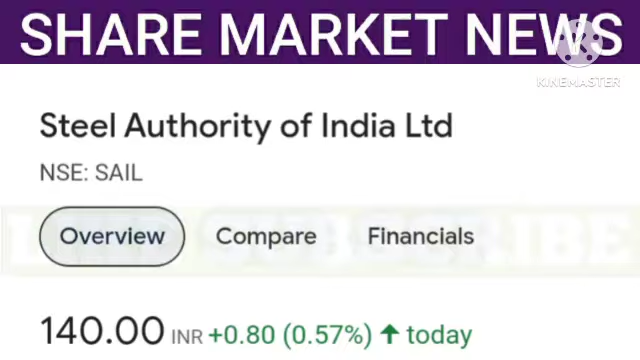 SHARE MARKET NEWS
KINEMASTER
Steel Authority of India Ltd
NSE: SAIL
Overview Compare Financials
SUBSCRIBE
140.00 INR +0.80 (0.57%) ↑ today